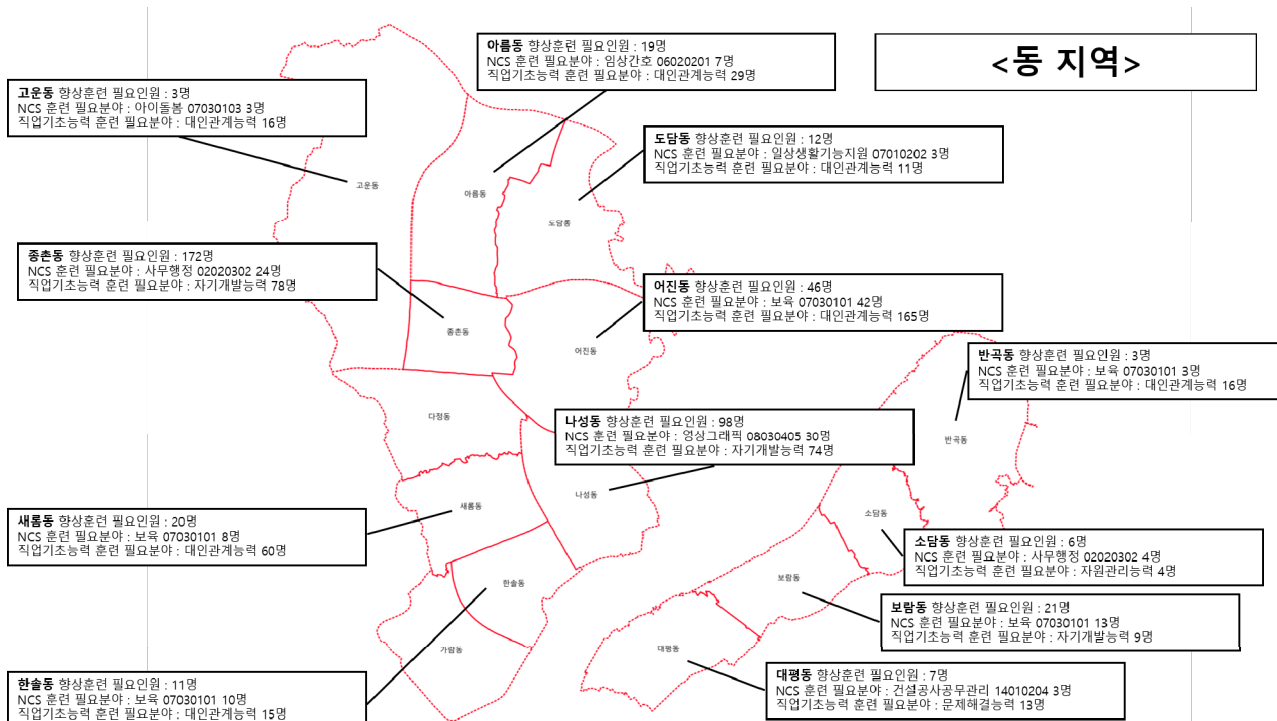 <동 지역>
아름동 향상훈련 필요인원 : 19명
NCS 훈련 필요분야 : 임상간호 06020201 7명
직업기초능력 훈련 필요분야 : 대인관계능력 29명
고운동 향상훈련 필요인원 : 3명
NCS 훈련 필요분야 : 아이돌봄 07030103 3명
직업기초능력 훈련 필요분야 : 대인관계능력 16명
도담동 향상훈련 필요인원 : 12명
NCS 훈련 필요분야 : 일상생활기능지원 07010202 3명
직업기초능력 훈련 필요분야 : 대인관계능력 11명
고운동
아름동
도담동
종촌동 향상훈련 필요인원 : 172명
NCS 훈련 필요분야 : 사무행정 02020302 24명
직업기초능력 훈련 필요분야 : 자기개발능력 78명
어진동 향상훈련 필요인원 : 46명
NCS 훈련 필요분야 : 보육 07030101 42명
직업기초능력 훈련 필요분야 : 대인관계능력 165명
종촌동
어진동
반곡동 향상훈련 필요인원 : 3명
NCS 훈련 필요분야 : 보육 07030101 3명
직업기초능력 훈련 필요분야 : 대인관계능력 16명
다정동
나성동 향상훈련 필요인원 : 98명
NCS 훈련 필요분야 : 영상그래픽 08030405 30명
직업기초능력 훈련 필요분야 : 자기개발능력 74명
반곡동
나성동
새롬동
소담동
새롬동 향상훈련 필요인원 : 20명
NCS 훈련 필요분야 : 보육 07030101 8명
직업기초능력 훈련 필요분야 : 대인관계능력 60명
소담동 향상훈련 필요인원 : 6명
NCS 훈련 필요분야 : 사무행정 02020302 4명
직업기초능력 훈련 필요분야 : 자원관리능력 4명
한솔동
보람동
보람동 향상훈련 필요인원 : 21명
NCS 훈련 필요분야 : 보육 07030101 13명
직업기초능력 훈련 필요분야 : 자기개발능력 9명
가람동
대평동
한솔동 향상훈련 필요인원 : 11명
NCS 훈련 필요분야 : 보육 07030101 10명
직업기초능력 훈련 필요분야 : 대인관계능력 15명
대평동 향상훈련 필요인원 : 7명
NCS 훈련 필요분야 : 건설공사공무관리 14010204 3명
직업기초능력 훈련 필요분야 : 문제해결능력 13명